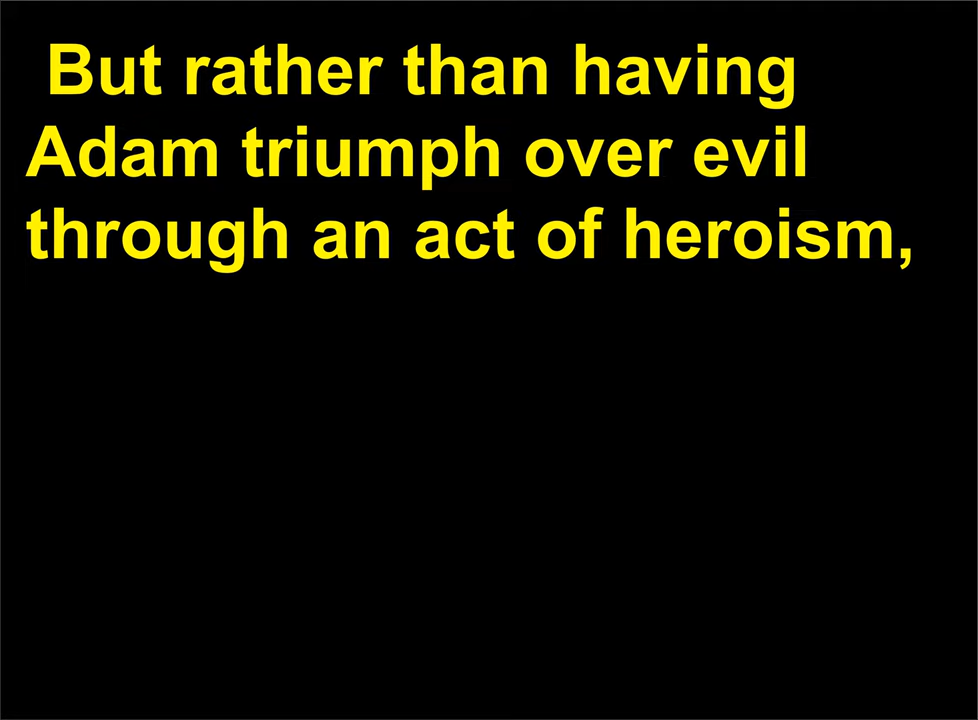 But rather than having
Adam triumph over evil
through an act of heroism,